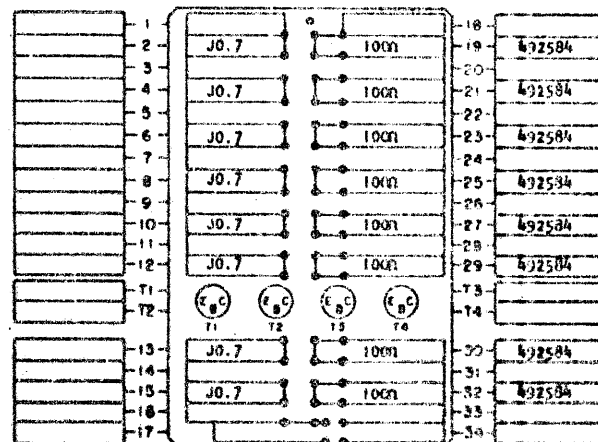 1 18
2 J0.7 100Ω 19 492584
3 20
4 J0.7 100Ω 21 492584
5 22
6 J0.7 100Ω 23 492584
7 24
8 J0.7 100Ω 25 492584
9 26
10 J0.7 100Ω 27 492584
11 28
12 J0.7 100Ω 29 492584
T1 E B C E B C E B C E B C T3
T2 T1 T2 T3 T4 T4
13 J0.7 100Ω 30 492584
14 31
15 J0.7 100Ω 32 492584
16 33
17 34